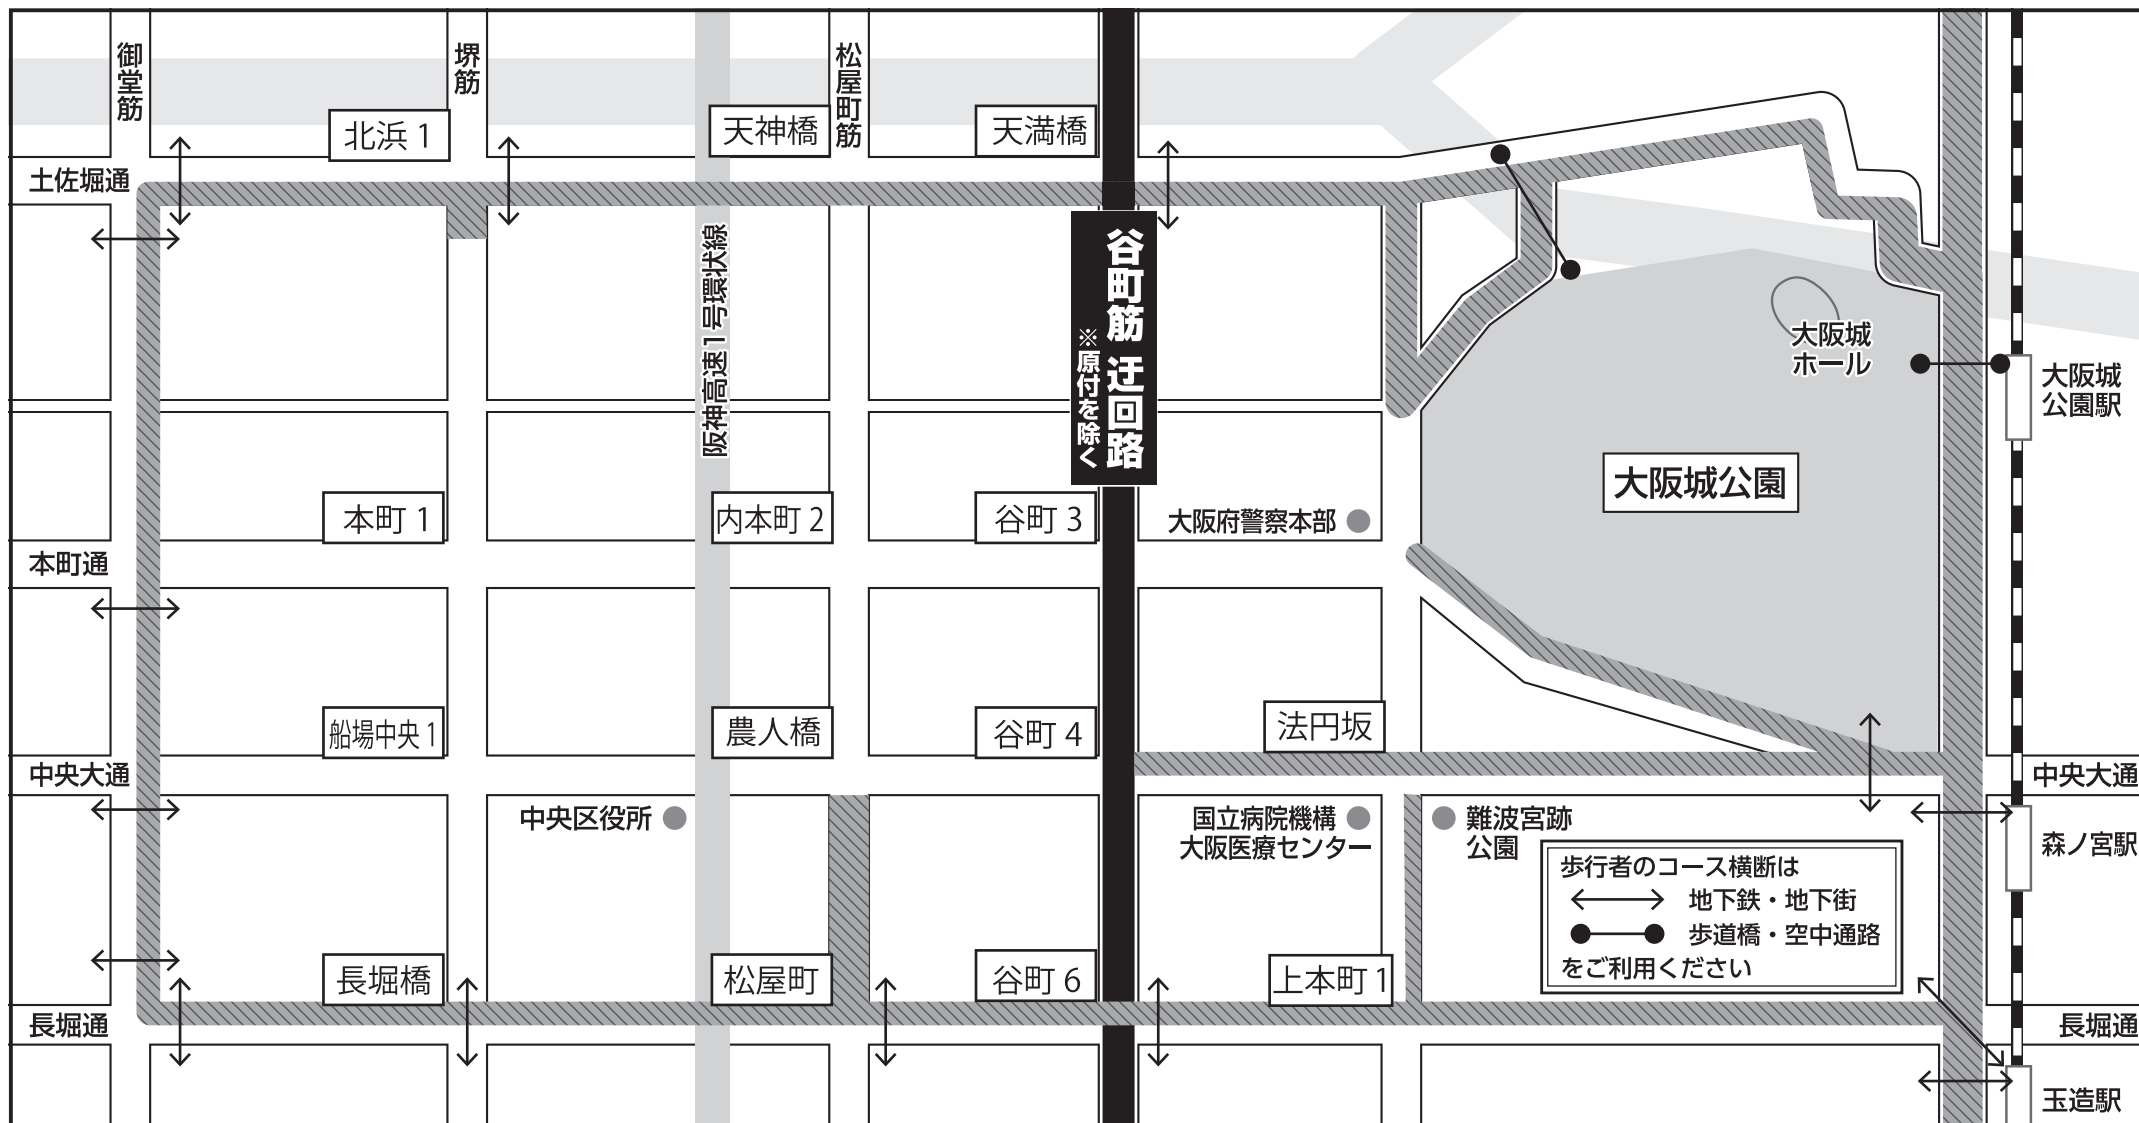 御堂筋
堺筋
松屋町筋
北浜1
天神橋
天満橋
土佐堀通
阪神高速1号環状線
谷町筋 迂回路
※原付を除く
大阪城
ホール
大阪城
公園駅
大阪城公園
本町1
内本町2
谷町3
大阪府警察本部
本町通
船場中央1
農人橋
谷町4
法円坂
中央大通
中央大通
中央区役所
国立病院機構
大阪医療センター
難波宮跡
公園
森ノ宮駅
歩行者のコース横断は
地下鉄・地下街
歩道橋・空中通路
をご利用ください
長堀橋
松屋町
谷町6
上本町1
長堀通
長堀通
玉造駅